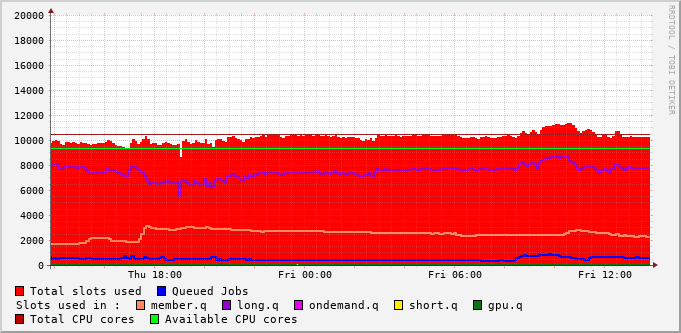 RRDTOOL / TOBI OETIKER
20000
18000
16000
14000
12000
10000
8000
6000
4000
2000
0
Thu 18:00 Fri 00:00 Fri 06:00 Fri 12:00
Total slots used Queued Jobs
Slots used in : member.q long.q ondemand.q short.q gpu.q
Total CPU cores Available CPU cores